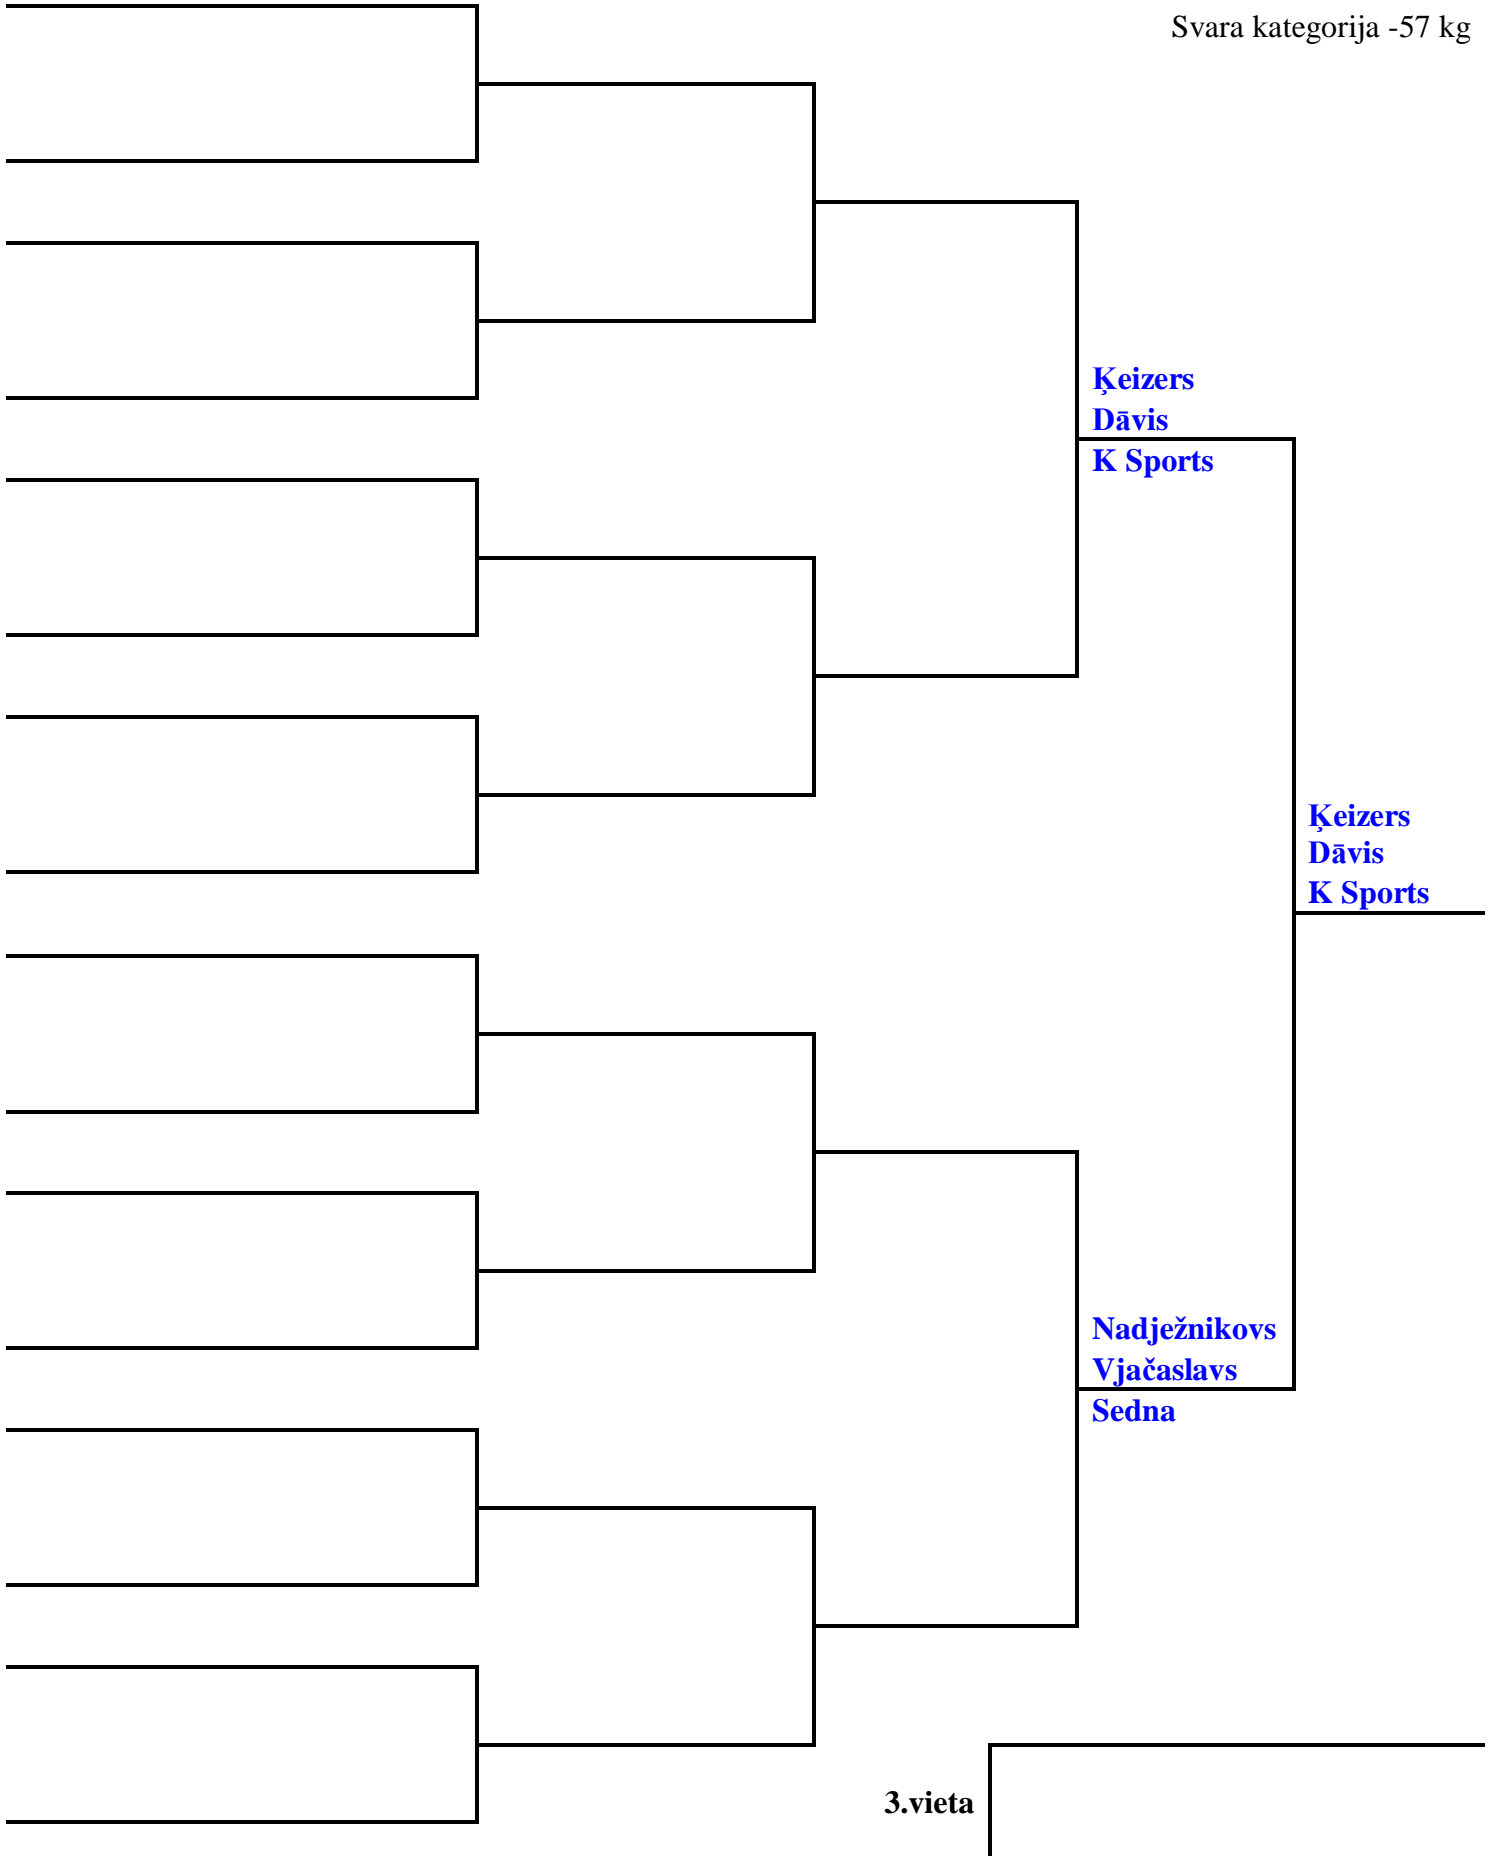 Svara kategorija -57 kg
Ķeizers
Dāvis
K Sports
Ķeizers
Dāvis
K Sports
Nadježnikovs
Vjačaslavs
Sedna
3.vieta